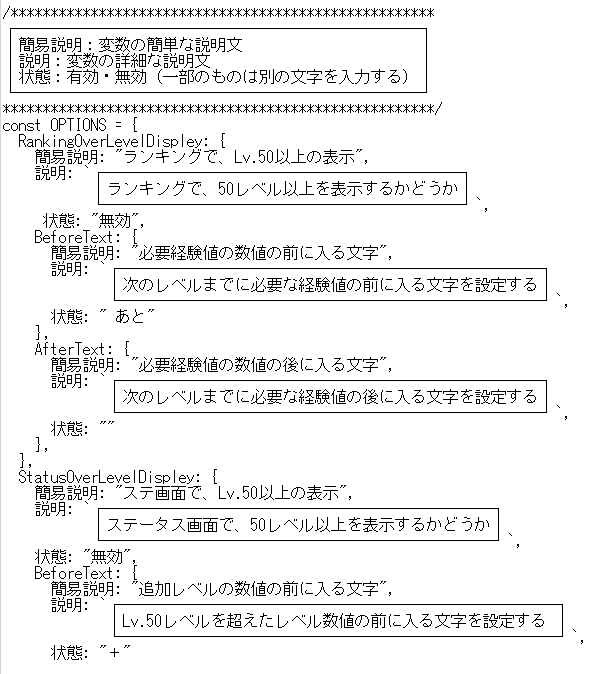 /*****************************************************
簡易説明：変数の簡単な説明文
説明：変数の詳細な説明文
状態：有効・無効（一部のものは別の文字を入力する）
******************************************************/
const OPTIONS = {
RankingOverLevelDisplay: {
簡易説明: "ランキングで、Lv.50以上の表示",
説明: `
ランキングで、50レベル以上を表示するかどうか
`,
状態: "無効",
BeforeText: {
簡易説明: "必要経験値の数値の前に入る文字",
説明: `
次のレベルまでに必要な経験値の前に入る文字を設定する
`,
状態: " あと"
},
AfterText: {
簡易説明: "必要経験値の数値の後に入る文字",
説明: `
次のレベルまでに必要な経験値の後に入る文字を設定する
`,
状態: ""
},
},
StatusOverLevelDisplay: {
簡易説明: "ステ画面で、Lv.50以上の表示",
説明: `
ステータス画面で、50レベル以上を表示するかどうか
`,
状態: "無効",
BeforeText: {
簡易説明: "追加レベルの数値の前に入る文字",
説明: `
Lv.50レベルを超えたレベル数値の前に入る文字を設定する
`,
状態: "＋"